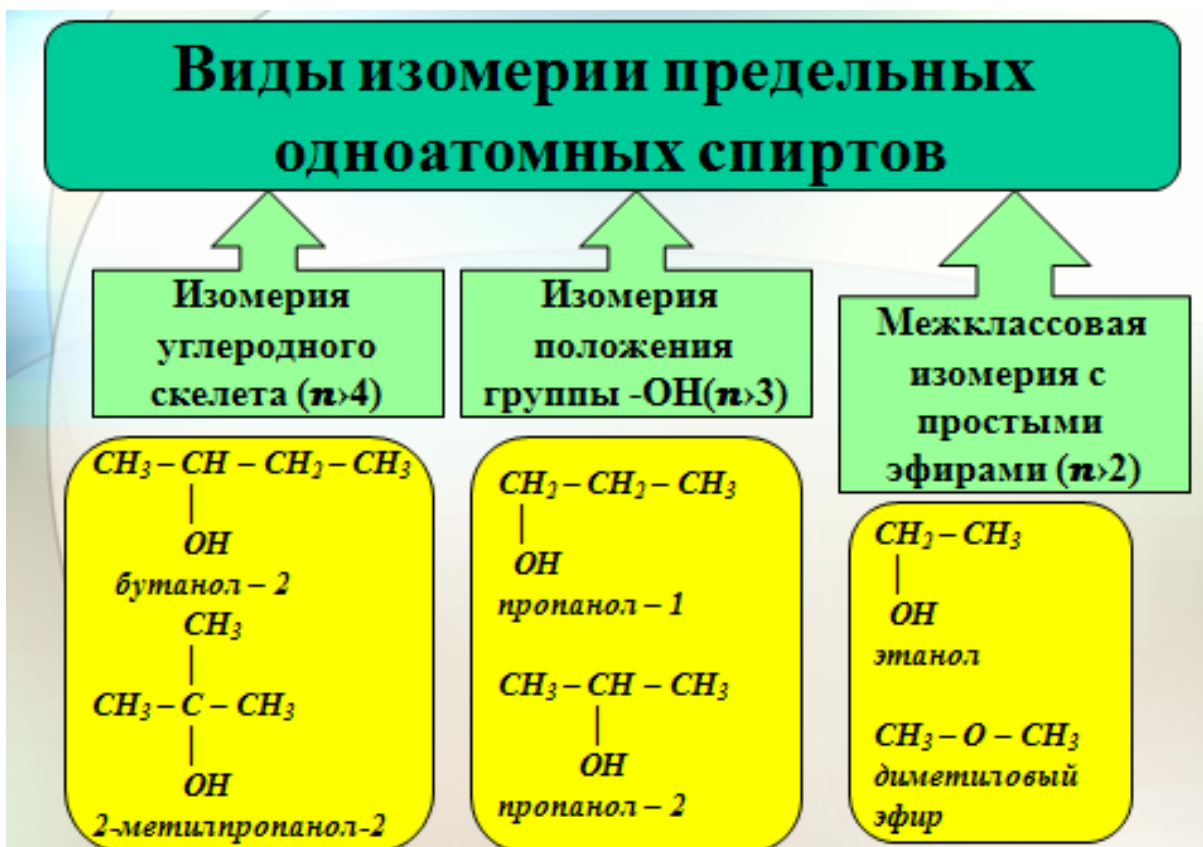 Виды изомерии предельных
одноатомных спиртов
Изомерия
углеродного
скелета (n›4)
Изомерия
положения
группы -ОН(n›3)
Межклассовая
изомерия с
простыми
эфирами (n›2)
CH₃ – CH – CH₂ – CH₃
|
OH
бутанол – 2
CH₃
|
CH₃ – C – CH₃
|
OH
2-метилпропанол-2
CH₂ – CH₂ – CH₃
|
OH
пропанол – 1
CH₃ – CH – CH₃
|
OH
пропанол – 2
CH₂ – CH₃
|
OH
этанол
CH₃ – O – CH₃
диметиловый
эфир